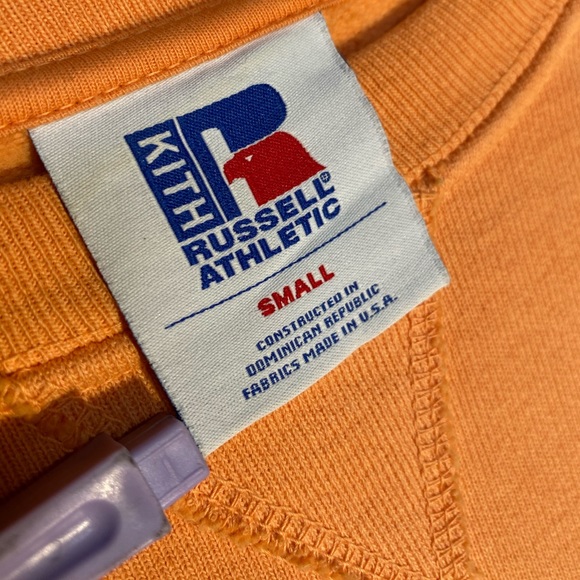 KITH
RUSSELL®
ATHLETIC
SMALL
CONSTRUCTED IN
DOMINICAN REPUBLIC
FABRICS MADE IN U.S.A.